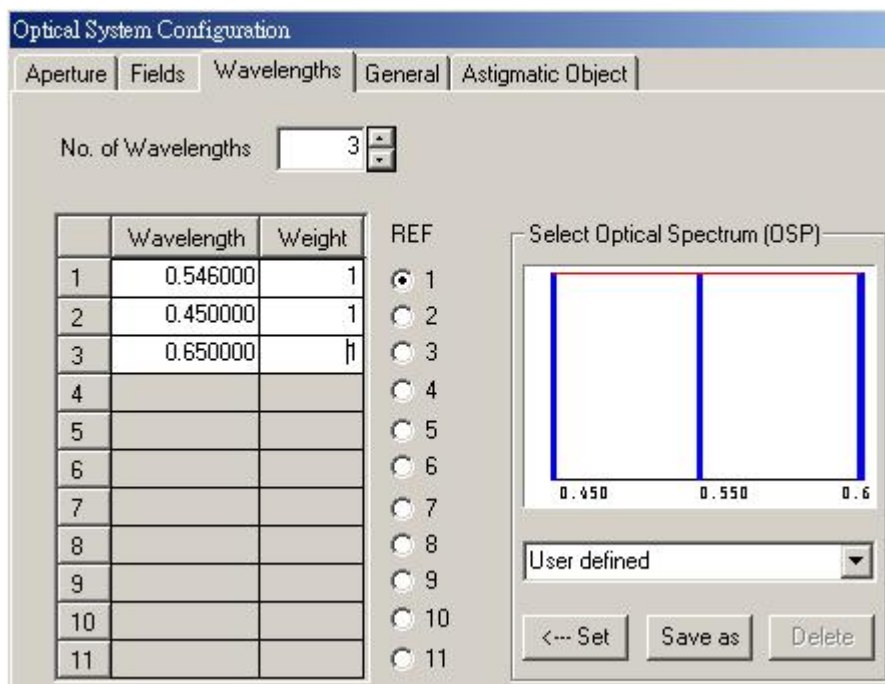 Optical System Configuration
Aperture Fields Wavelengths General Astigmatic Object
No. of Wavelengths 3
Wavelength Weight REF
1 0.546000 1 1
2 0.450000 1 2
3 0.650000 1 3
4 4
5 5
6 6
7 7
8 8
9 9
10 10
11 11
Select Optical Spectrum (OSP)
0.450 0.550 0.6
User defined
<--- Set Save as Delete